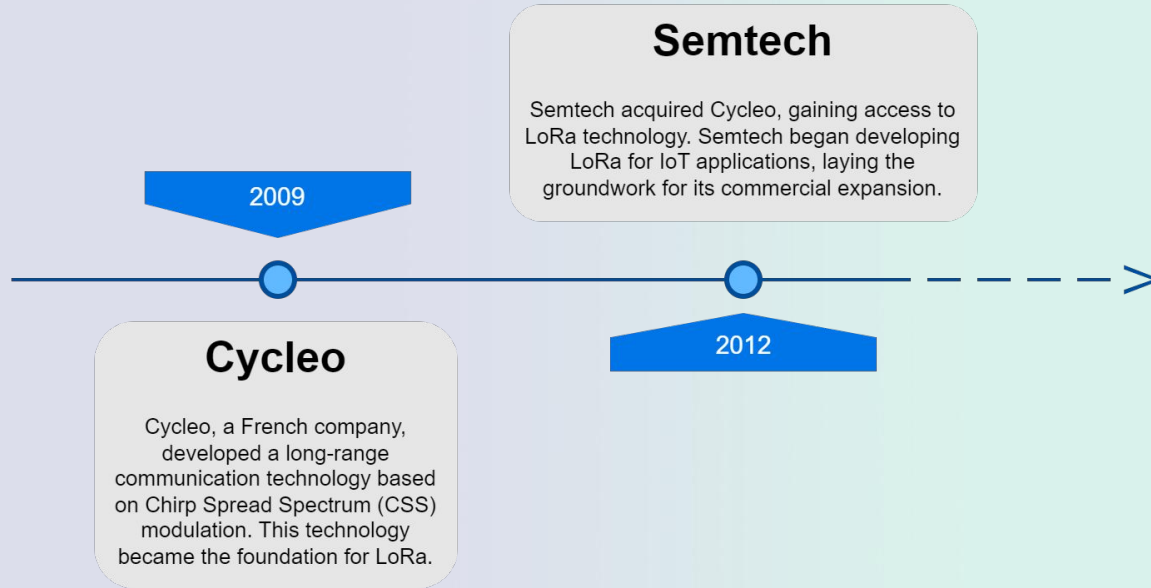 Semtech
Semtech acquired Cycleo, gaining access to
LoRa technology. Semtech began developing
LoRa for IoT applications, laying the
groundwork for its commercial expansion.
2009
2012
Cycleo
Cycleo, a French company,
developed a long-range
communication technology based
on Chirp Spread Spectrum (CSS)
modulation. This technology
became the foundation for LoRa.